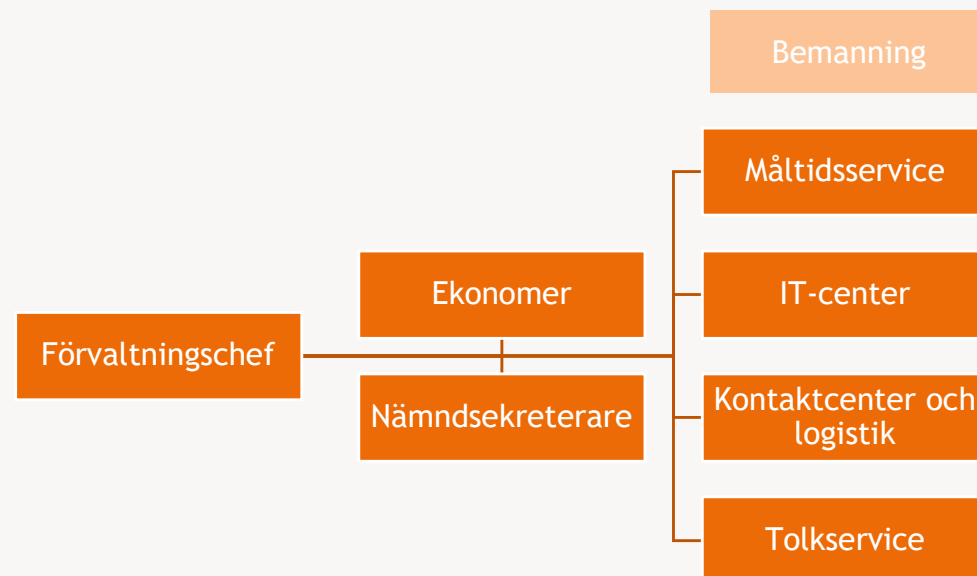 Bemanning
Måltidsservice
Ekonomer
IT-center
Förvaltningschef
Nämndsekreterare
Kontaktcenter och
logistik
Tolkservice